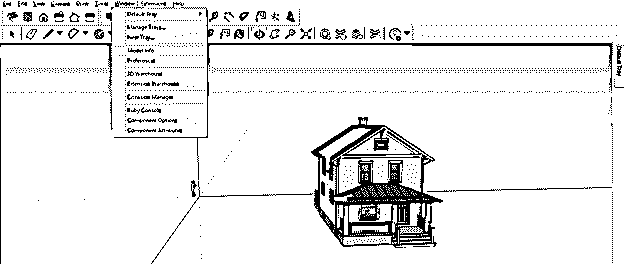 File Edit View Camera Draw Tools Window Extensions Help
Default Tray
Manage Trays...
New Tray...
Model Info
Preferences
3D Warehouse
Extension Warehouse
Extension Manager
Ruby Console
Component Options
Component Attributes
Default Tray